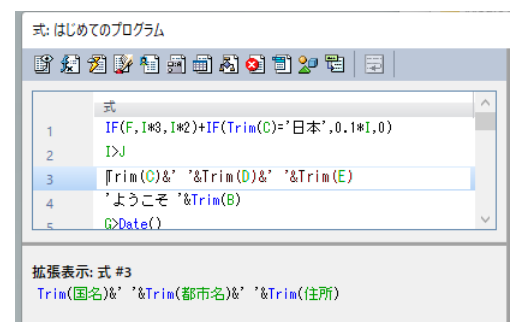 式: はじめてのプログラム
式
1 IF(F,I*3,I*2)+IF(Trim(C)='日本',0.1*I,0)
2 I>J
3 Trim(C)&' '&Trim(D)&' '&Trim(E)
4 'ようこそ '&Trim(B)
5 G>Date()
拡張表示: 式 #3
Trim(国名)&' '&Trim(都市名)&' '&Trim(住所)